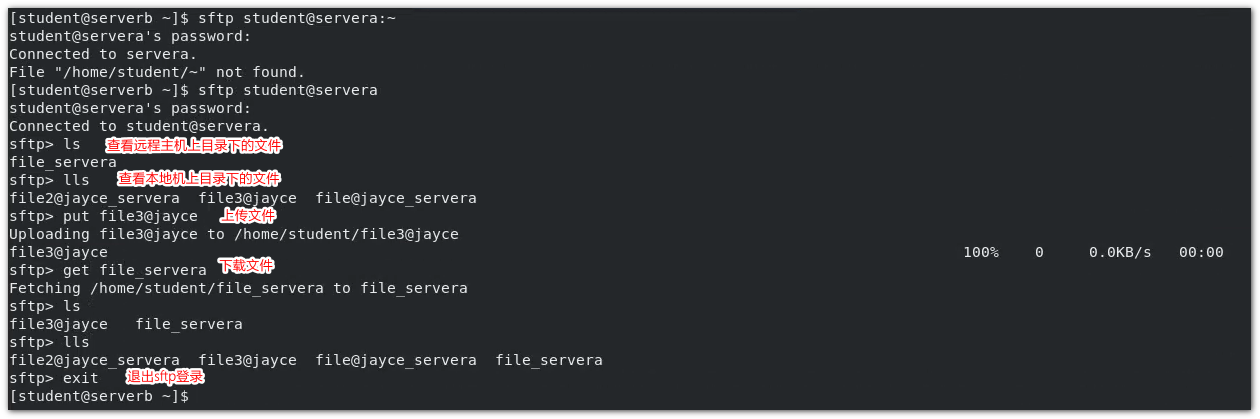 [student@serverb ~]$ sftp student@servera:~
student@servera's password:
Connected to servera.
File "/home/student/~" not found.
[student@serverb ~]$ sftp student@servera
student@servera's password:
Connected to student@servera.
sftp> ls 查看远程主机上目录下的文件
file_servera
sftp> lls 查看本地机上目录下的文件
file2@jayce_servera  file3@jayce  file@jayce_servera
sftp> put file3@jayce 上传文件
Uploading file3@jayce to /home/student/file3@jayce
file3@jayce 100% 0 0.0KB/s 00:00
sftp> get file_servera 下载文件
Fetching /home/student/file_servera to file_servera
sftp> ls
file3@jayce   file_servera
sftp> lls
file2@jayce_servera  file3@jayce  file@jayce_servera  file_servera
sftp> exit 退出sftp登录
[student@serverb ~]$